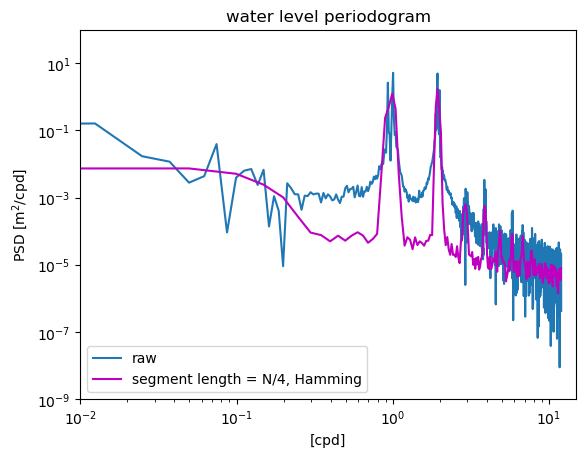 water level periodogram
PSD [m²/cpd]
10¹
10⁻¹
10⁻³
10⁻⁵
10⁻⁷
10⁻⁹
raw
segment length = N/4, Hamming
10⁻² 10⁻¹ 10⁰ 10¹
[cpd]